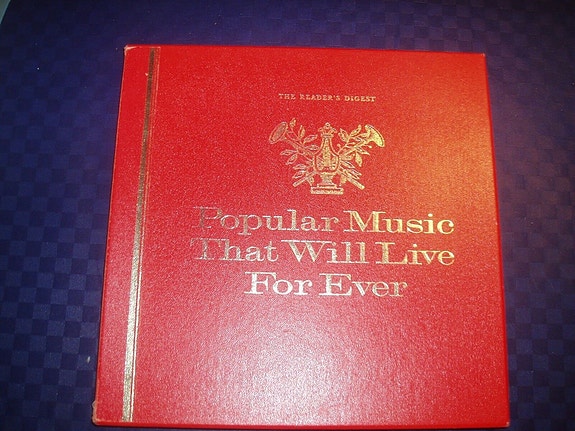 THE READER'S DIGEST
Popular Music
That Will Live
For Ever